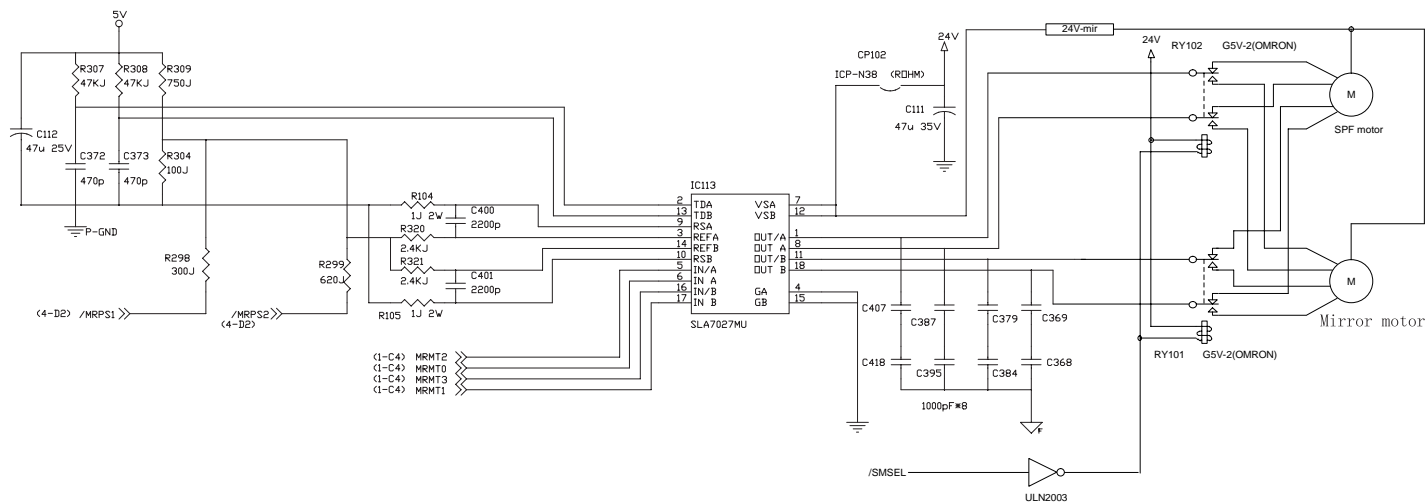 5V
R307
47KJ
R308
47KJ
R309
750J
C112
47u 25V
C372
470p
C373
470p
R304
100J
P-GND
R298
300J
R299
620J
(4-D2) /MRPS1
/MRPS2
(4-D2)
R104
1J 2W
C400
2200p
R320
2.4KJ
R321
2.4KJ
C401
2200p
R105
1J 2W
(1-C4) MRMT2
(1-C4) MRMT0
(1-C4) MRMT3
(1-C4) MRMT1
IC113
2 TDA
13 TDB
9 RSA
3 REFA
14 REFB
10 RSB
5 IN/A
6 IN A
16 IN/B
17 IN B
VSA 7
VSB 12
OUT/A 1
OUT A 8
OUT/B 11
OUT B 18
GA 4
GB 15
SLA7027MU
CP102
ICP-N38 (ROHM)
24V
C111
47u 35V
24V-mir
24V
RY102 G5V-2(OMRON)
M
SPF motor
M
Mirror motor
RY101 G5V-2(OMRON)
C407
C387
C379
C369
C418
C395
C384
C368
1000pF*8
F
/SMSEL
ULN2003